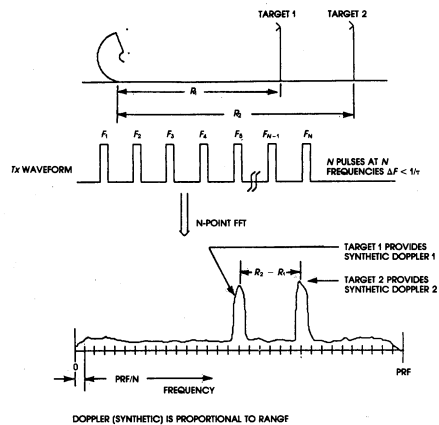 TARGET 1 TARGET 2
R₁
R₂
F₁ F₂ F₃ F₄ F₅ F_{N-1} F_N
Tx WAVEFORM
N PULSES AT N
FREQUENCIES ΔF < 1/τ
N-POINT FFT
TARGET 1 PROVIDES
SYNTHETIC DOPPLER 1
R₂ − R₁
TARGET 2 PROVIDES
SYNTHETIC DOPPLER 2
0
PRF/N
PRF
FREQUENCY
DOPPLER (SYNTHETIC) IS PROPORTIONAL TO RANGE